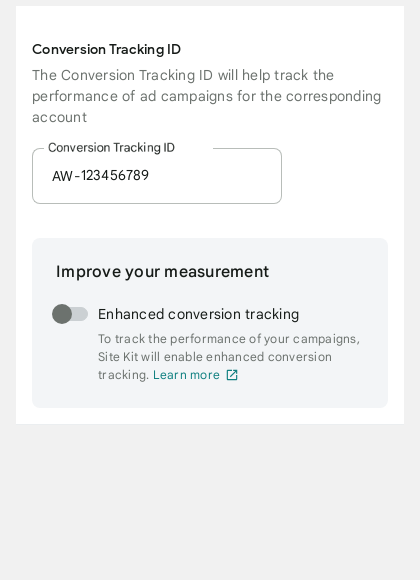 Conversion Tracking ID
The Conversion Tracking ID will help track the
performance of ad campaigns for the corresponding
account
Conversion Tracking ID
AW-123456789
Improve your measurement
Enhanced conversion tracking
To track the performance of your campaigns,
Site Kit will enable enhanced conversion
tracking. Learn more